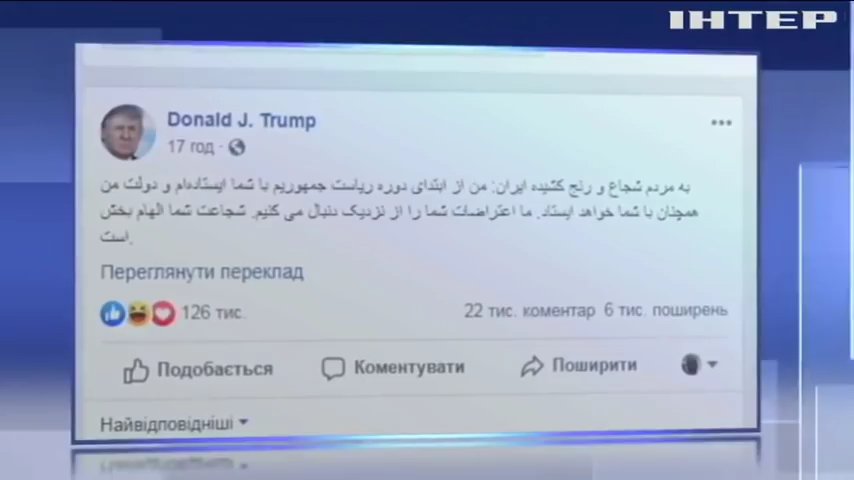 ІНТЕР
Donald J. Trump
17 год ·
به مردم شجاع و رنج کشیده ایران: من از ابتدای دوره ریاست جمهوریم با شما ایستاده‌ام و دولت من
همچنان با شما خواهد ایستاد. ما اعتراضات شما را از نزدیک دنبال می کنیم. شجاعت شما الهام بخش
است.
Переглянути переклад
126 тис.
22 тис. коментар 6 тис. поширень
Подобається Коментувати Поширити
Найвідповідніші